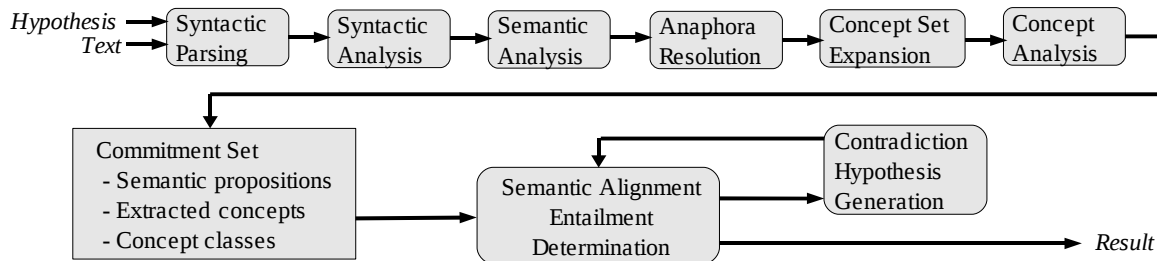 Hypothesis
Text
Syntactic
Parsing
Syntactic
Analysis
Semantic
Analysis
Anaphora
Resolution
Concept Set
Expansion
Concept
Analysis
Commitment Set
- Semantic propositions
- Extracted concepts
- Concept classes
Semantic Alignment
Entailment
Determination
Contradiction
Hypothesis
Generation
Result